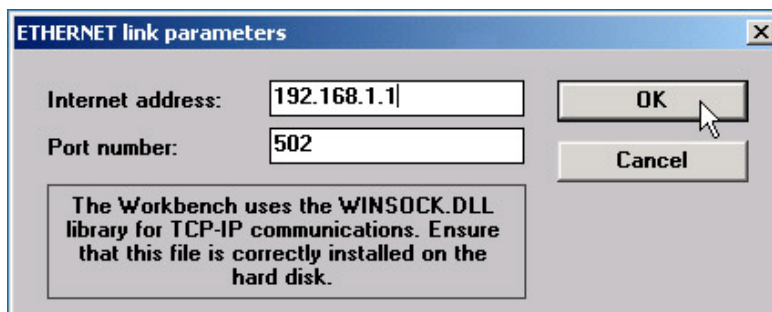 ETHERNET link parameters
Internet address: 192.168.1.1 OK
Port number: 502
Cancel
The Workbench uses the WINSOCK.DLL
library for TCP-IP communications. Ensure
that this file is correctly installed on the
hard disk.